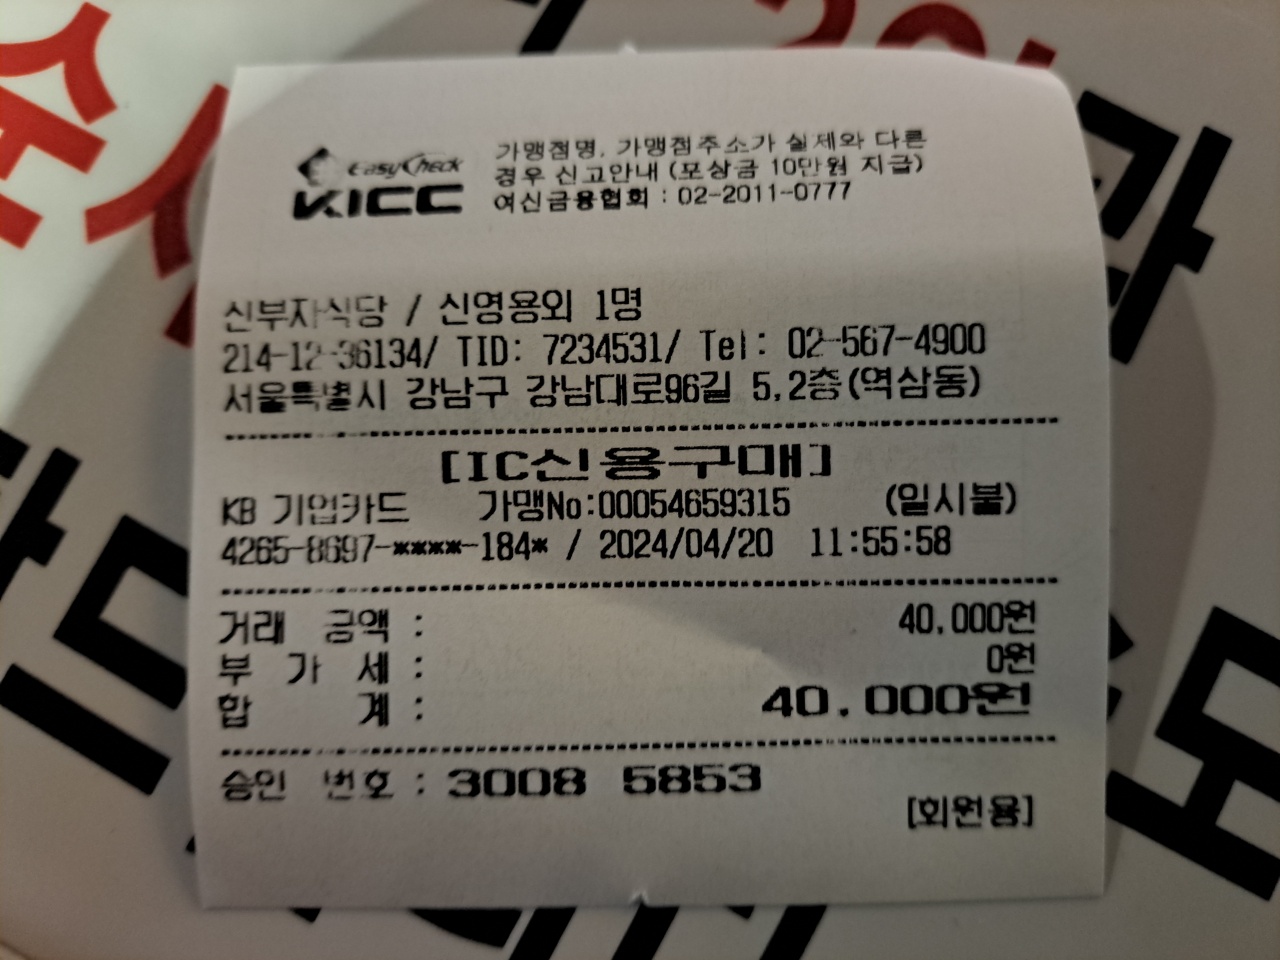 EasyCheck
KICC
가맹점명, 가맹점주소가 실제와 다른
경우 신고안내 (포상금 10만원 지급)
여신금융협회 : 02-2011-0777
신부자식당 / 신영용외 1명
214-12-36134/ TID: 7234531/ Tel: 02-567-4900
서울특별시 강남구 강남대로96길 5,2층(역삼동)
[IC신용구매]
KB 기업카드 가맹No:00054659315 (일시불)
4265-8697-****-184* / 2024/04/20 11:55:58
거래 금액 : 40,000원
부 가 세 : 0원
합 계 : 40,000원
승인 번호 : 3008 5853
[회원용]